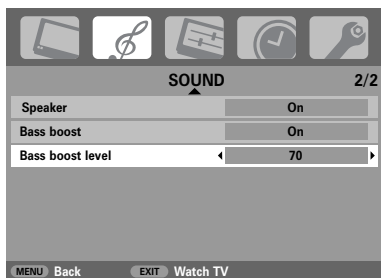 SOUND 2/2
Speaker On
Bass boost On
Bass boost level 70
MENU Back EXIT Watch TV